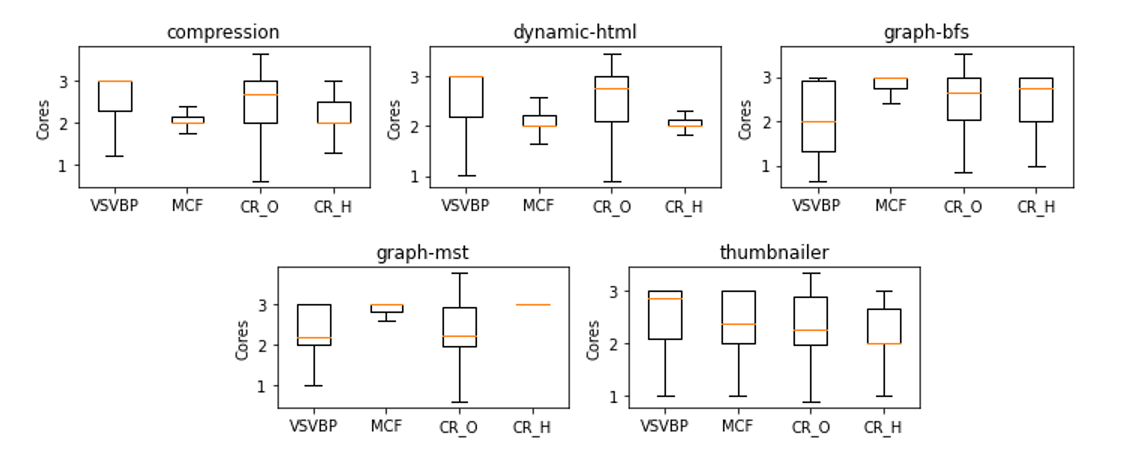 compression
dynamic-html
graph-bfs
Cores
3
2
1
Cores
3
2
1
Cores
3
2
1
VSVBP MCF CR_O CR_H
VSVBP MCF CR_O CR_H
VSVBP MCF CR_O CR_H
graph-mst
thumbnailer
Cores
3
2
1
Cores
3
2
1
VSVBP MCF CR_O CR_H
VSVBP MCF CR_O CR_H